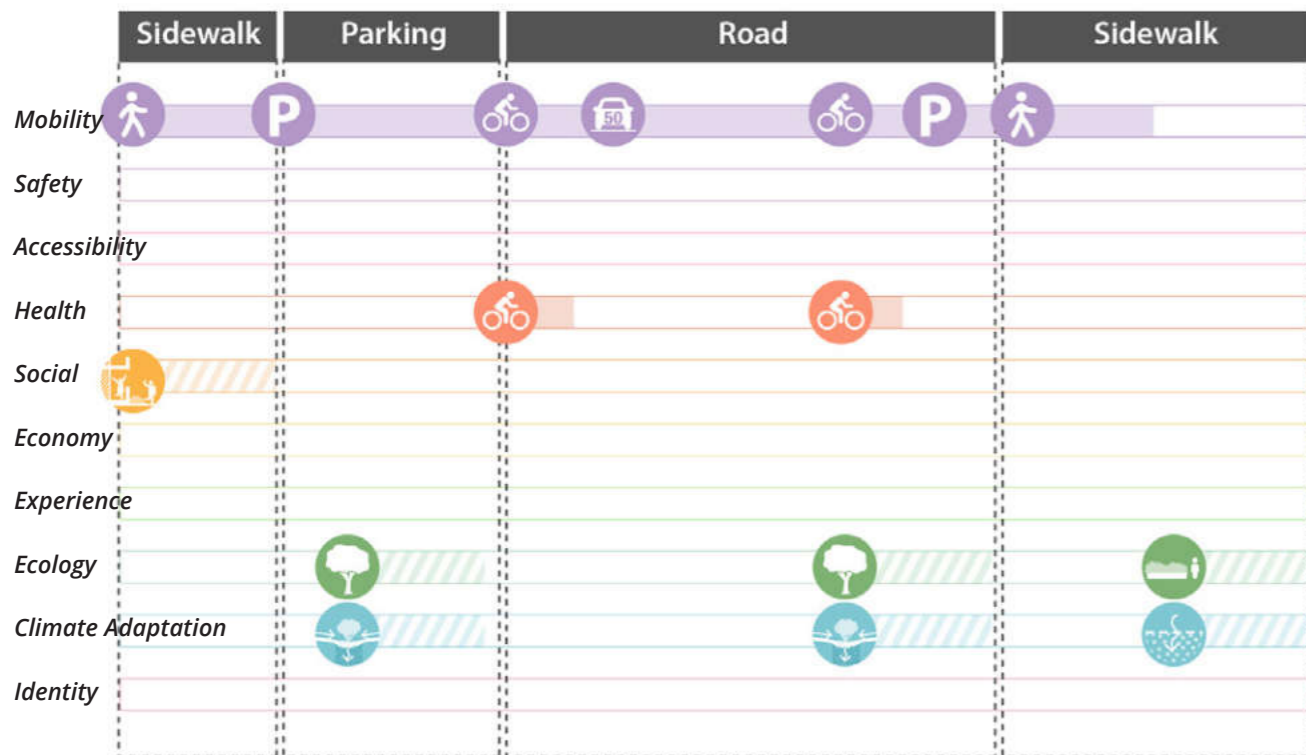 Sidewalk Parking Road Sidewalk
Mobility P 50 P
Safety
Accessibility
Health
Social
Economy
Experience
Ecology
Climate Adaptation
Identity